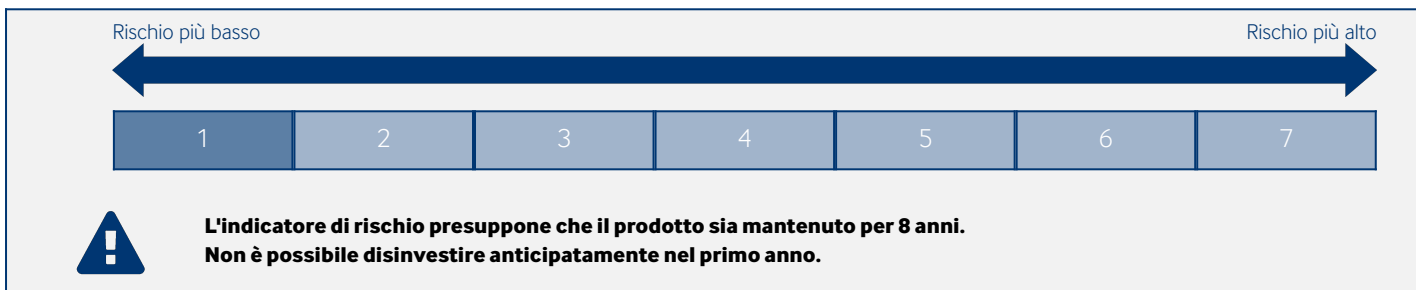 Rischio più basso Rischio più alto
1 2 3 4 5 6 7
L'indicatore di rischio presuppone che il prodotto sia mantenuto per 8 anni.
Non è possibile disinvestire anticipatamente nel primo anno.